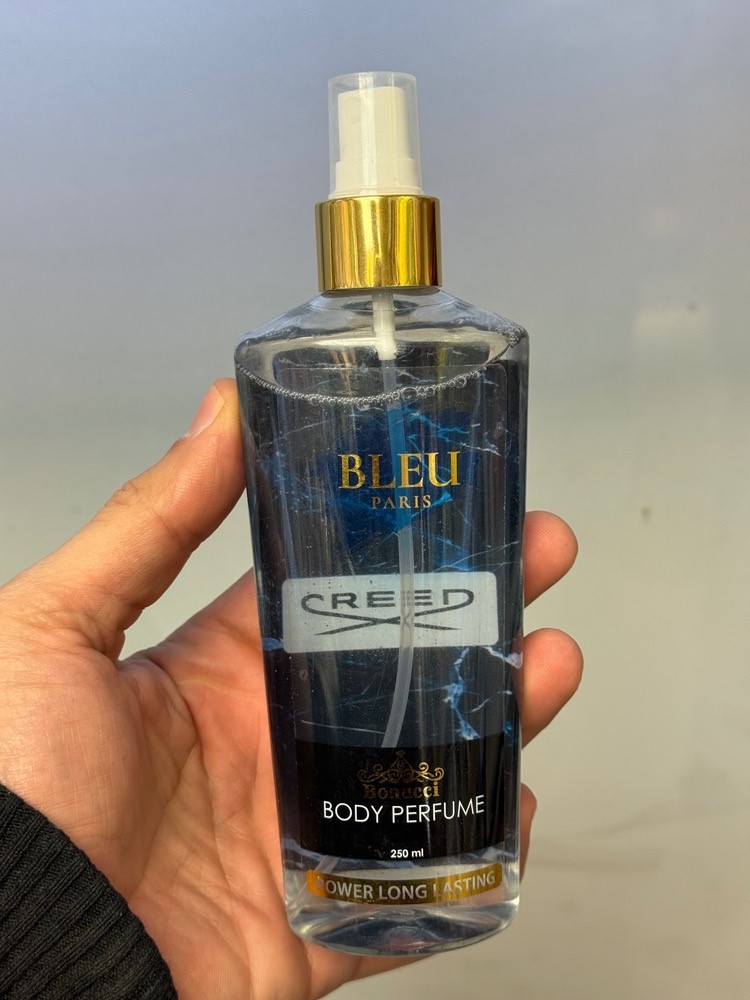 BLEU
PARIS
CREED
Bonucci
BODY PERFUME
250 ml
POWER LONG LASTING